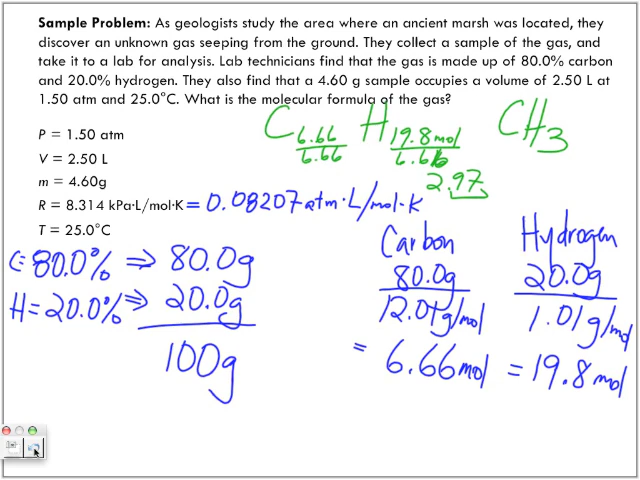 Sample Problem: As geologists study the area where an ancient marsh was located, they
discover an unknown gas seeping from the ground. They collect a sample of the gas, and
take it to a lab for analysis. Lab technicians find that the gas is made up of 80.0% carbon
and 20.0% hydrogen. They also find that a 4.60 g sample occupies a volume of 2.50 L at
1.50 atm and 25.0°C. What is the molecular formula of the gas?
C 6.66/6.66 H 19.8mol/6.66 CH3
2.97
P = 1.50 atm
V = 2.50 L
m = 4.60g
R = 8.314 kPa·L/mol·K = 0.08207 atm·L/mol·K
T = 25.0°C
C=80.0% ⇒ 80.0g
H=20.0% ⇒ 20.0g
100g
Carbon
80.0g
12.01g/mol
= 6.66mol
Hydrogen
20.0g
1.01g/mol
= 19.8mol